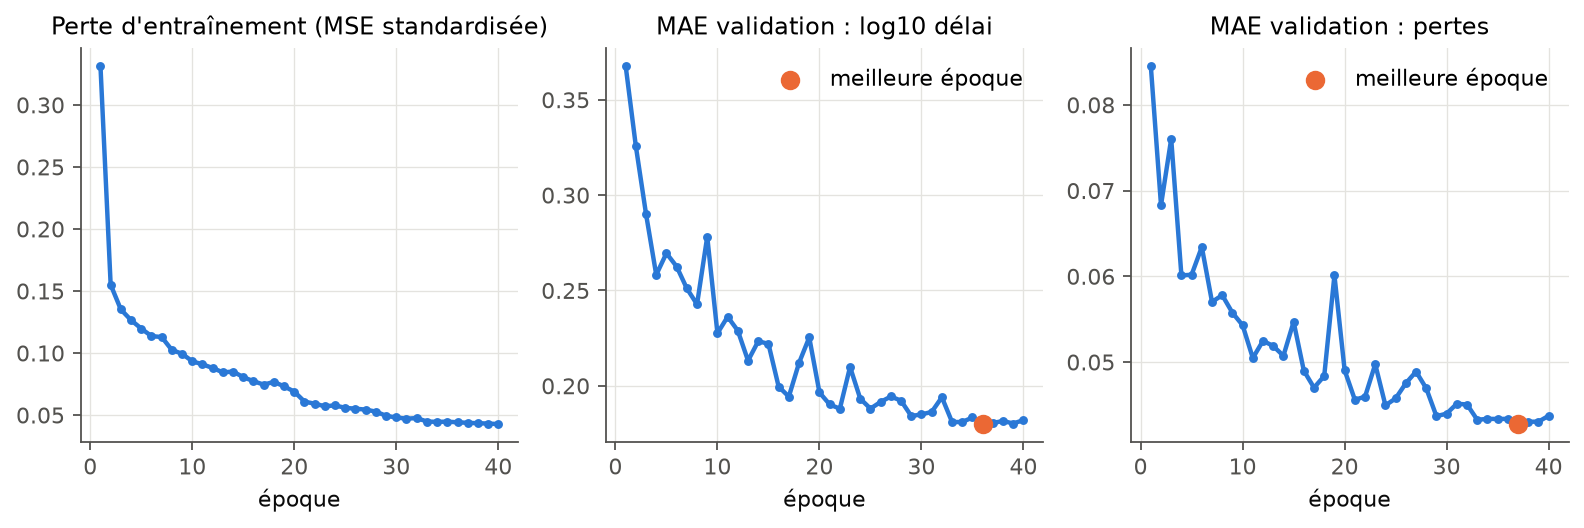 Perte d'entraînement (MSE standardisée)
0.30
0.25
0.20
0.15
0.10
0.05
0 10 20 30 40
époque
MAE validation : log10 délai
meilleure époque
0.35
0.30
0.25
0.20
0 10 20 30 40
époque
MAE validation : pertes
meilleure époque
0.08
0.07
0.06
0.05
0 10 20 30 40
époque